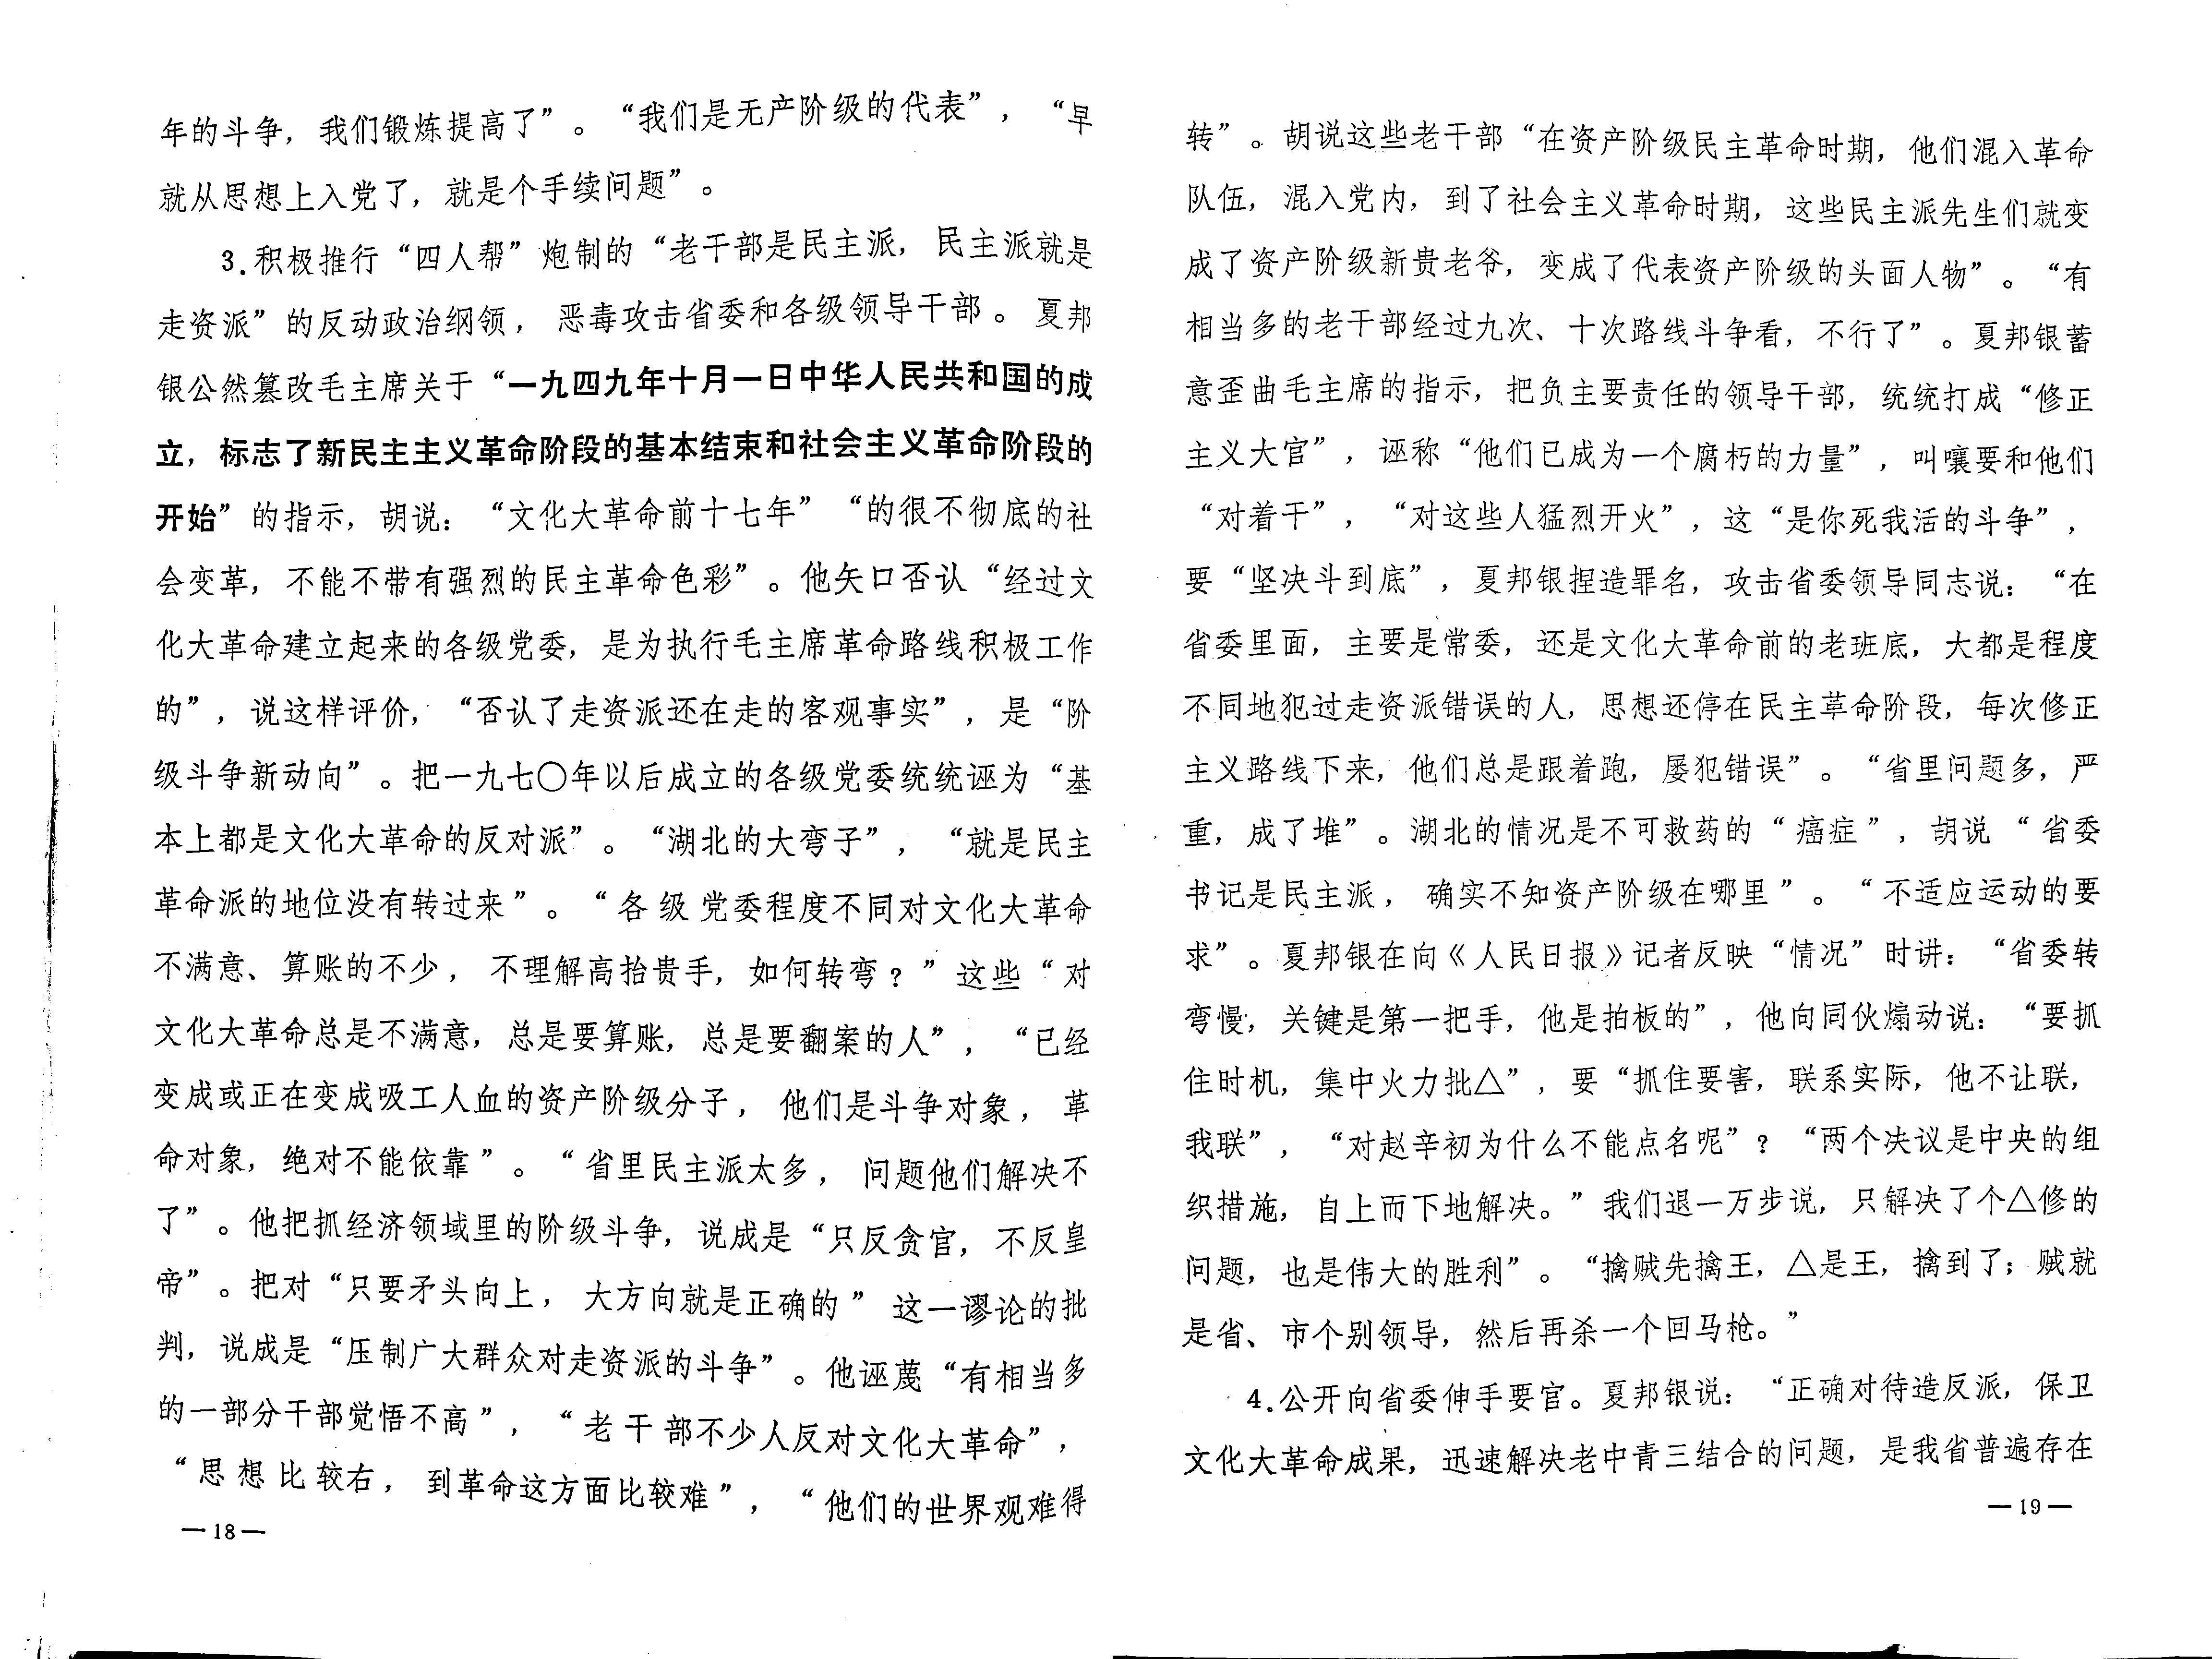 年的斗争，我们锻炼提高了”。“我们是无产阶级的代表”，“早
就从思想上入党了，就是个手续问题”。
3.积极推行“四人帮”炮制的“老干部是民主派，民主派就是
走资派”的反动政治纲领，恶毒攻击省委和各级领导干部。夏邦
银公然篡改毛主席关于“一九四九年十月一日中华人民共和国的成
立，标志了新民主主义革命阶段的基本结束和社会主义革命阶段的
开始”的指示，胡说：“文化大革命前十七年”“的很不彻底的社
会变革，不能不带有强烈的民主革命色彩”。他矢口否认“经过文
化大革命建立起来的各级党委，是为执行毛主席革命路线积极工作
的”，说这样评价，“否认了走资派还在走的客观事实”，是“阶
级斗争新动向”。把一九七〇年以后成立的各级党委统统诬为“基
本上都是文化大革命的反对派”。“湖北的大弯子”，“就是民主
革命派的地位没有转过来”。“各级党委程度不同对文化大革命
不满意、算账的不少，不理解高抬贵手，如何转弯？”这些“对
文化大革命总是不满意，总是要算账，总是要翻案的人”，“已经
变成或正在变成吸工人血的资产阶级分子，他们是斗争对象，革
命对象，绝对不能依靠”。“省里民主派太多，问题他们解决不
了”。他把抓经济领域里的阶级斗争，说成是“只反贪官，不反皇
帝”。把对“只要矛头向上，大方向就是正确的”这一谬论的批
判，说成是“压制广大群众对走资派的斗争”。他诬蔑“有相当多
的一部分干部觉悟不高”，“老干部不少人反对文化大革命”，
“思想比较右，到革命这方面比较难”，“他们的世界观难得
—18—
转”。胡说这些老干部“在资产阶级民主革命时期，他们混入革命
队伍，混入党内，到了社会主义革命时期，这些民主派先生们就变
成了资产阶级新贵老爷，变成了代表资产阶级的头面人物”。“有
相当多的老干部经过九次、十次路线斗争看，不行了”。夏邦银蓄
意歪曲毛主席的指示，把负主要责任的领导干部，统统打成“修正
主义大官”，诬称“他们已成为一个腐朽的力量”，叫嚷要和他们
“对着干”，“对这些人猛烈开火”，这“是你死我活的斗争”，
要“坚决斗到底”，夏邦银捏造罪名，攻击省委领导同志说：“在
省委里面，主要是常委，还是文化大革命前的老班底，大都是程度
不同地犯过走资派错误的人，思想还停在民主革命阶段，每次修正
主义路线下来，他们总是跟着跑，屡犯错误”。“省里问题多，严
重，成了堆”。湖北的情况是不可救药的“癌症”，胡说“省委
书记是民主派，确实不知资产阶级在哪里”。“不适应运动的要
求”。夏邦银在向《人民日报》记者反映“情况”时讲：“省委转
弯慢，关键是第一把手，他是拍板的”，他向同伙煽动说：“要抓
住时机，集中火力批△”，要“抓住要害，联系实际，他不让联，
我联”，“对赵辛初为什么不能点名呢”？“两个决议是中央的组
织措施，自上而下地解决。”我们退一万步说，只解决了个△修的
问题，也是伟大的胜利”。“擒贼先擒王，△是王，擒到了；贼就
是省、市个别领导，然后再杀一个回马枪。”
4.公开向省委伸手要官。夏邦银说：“正确对待造反派，保卫
文化大革命成果，迅速解决老中青三结合的问题，是我省普遍存在
—19—